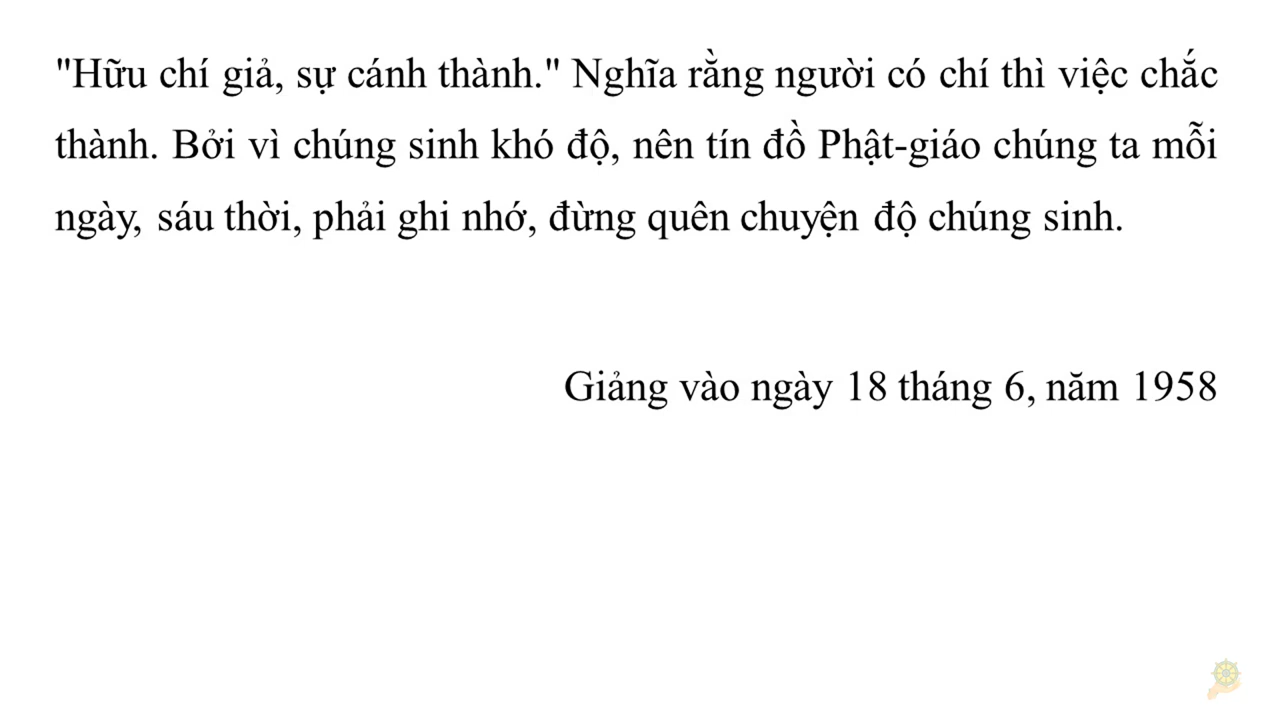 "Hữu chí giả, sự cánh thành." Nghĩa rằng người có chí thì việc chắc
thành. Bởi vì chúng sinh khó độ, nên tín đồ Phật-giáo chúng ta mỗi
ngày, sáu thời, phải ghi nhớ, đừng quên chuyện độ chúng sinh.
Giảng vào ngày 18 tháng 6, năm 1958